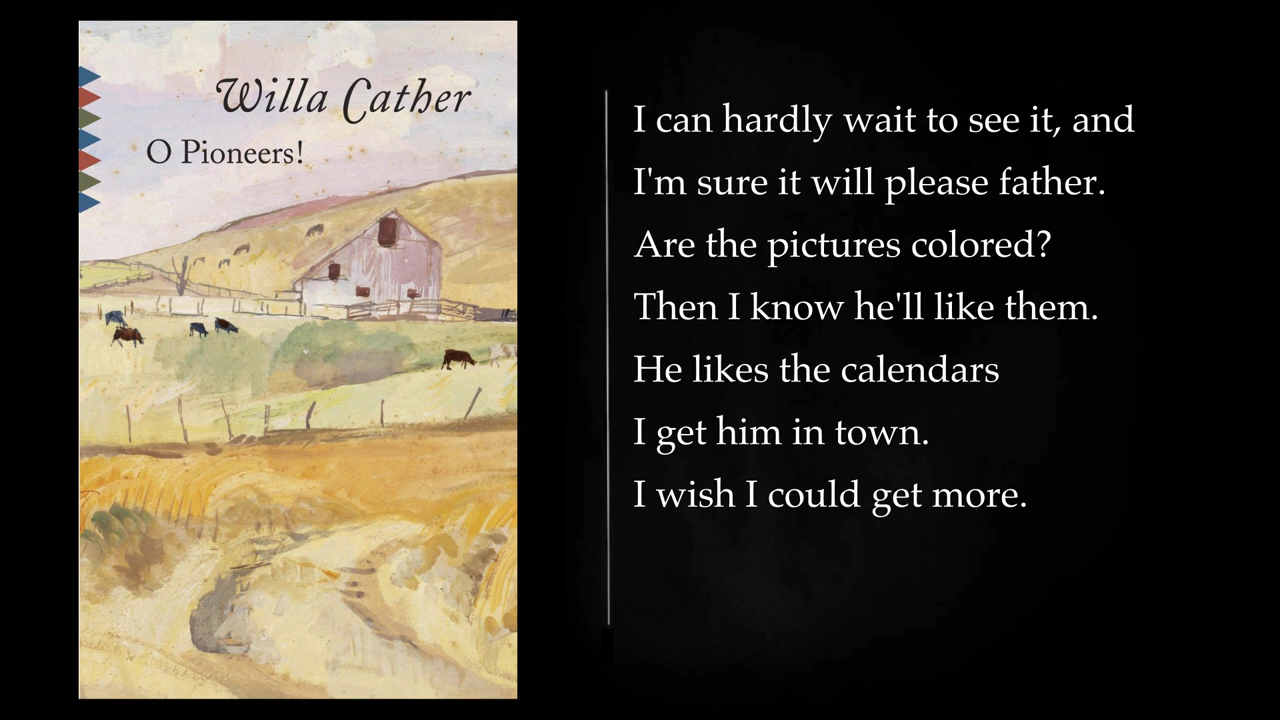 Willa Cather
O Pioneers!
I can hardly wait to see it, and
I'm sure it will please father.
Are the pictures colored?
Then I know he'll like them.
He likes the calendars
I get him in town.
I wish I could get more.